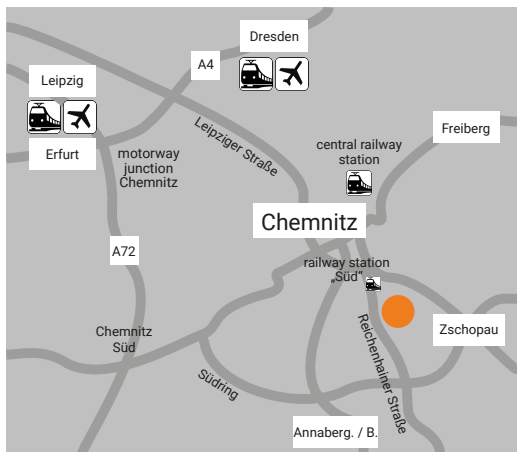 Dresden
A4
Leipzig
Leipziger Straße
Freiberg
Erfurt
motorway
junction
Chemnitz
central railway
station
Chemnitz
A72
railway station
„Süd“
Chemnitz
Süd
Zschopau
Reichenhainer Straße
Südring
Annaberg. / B.